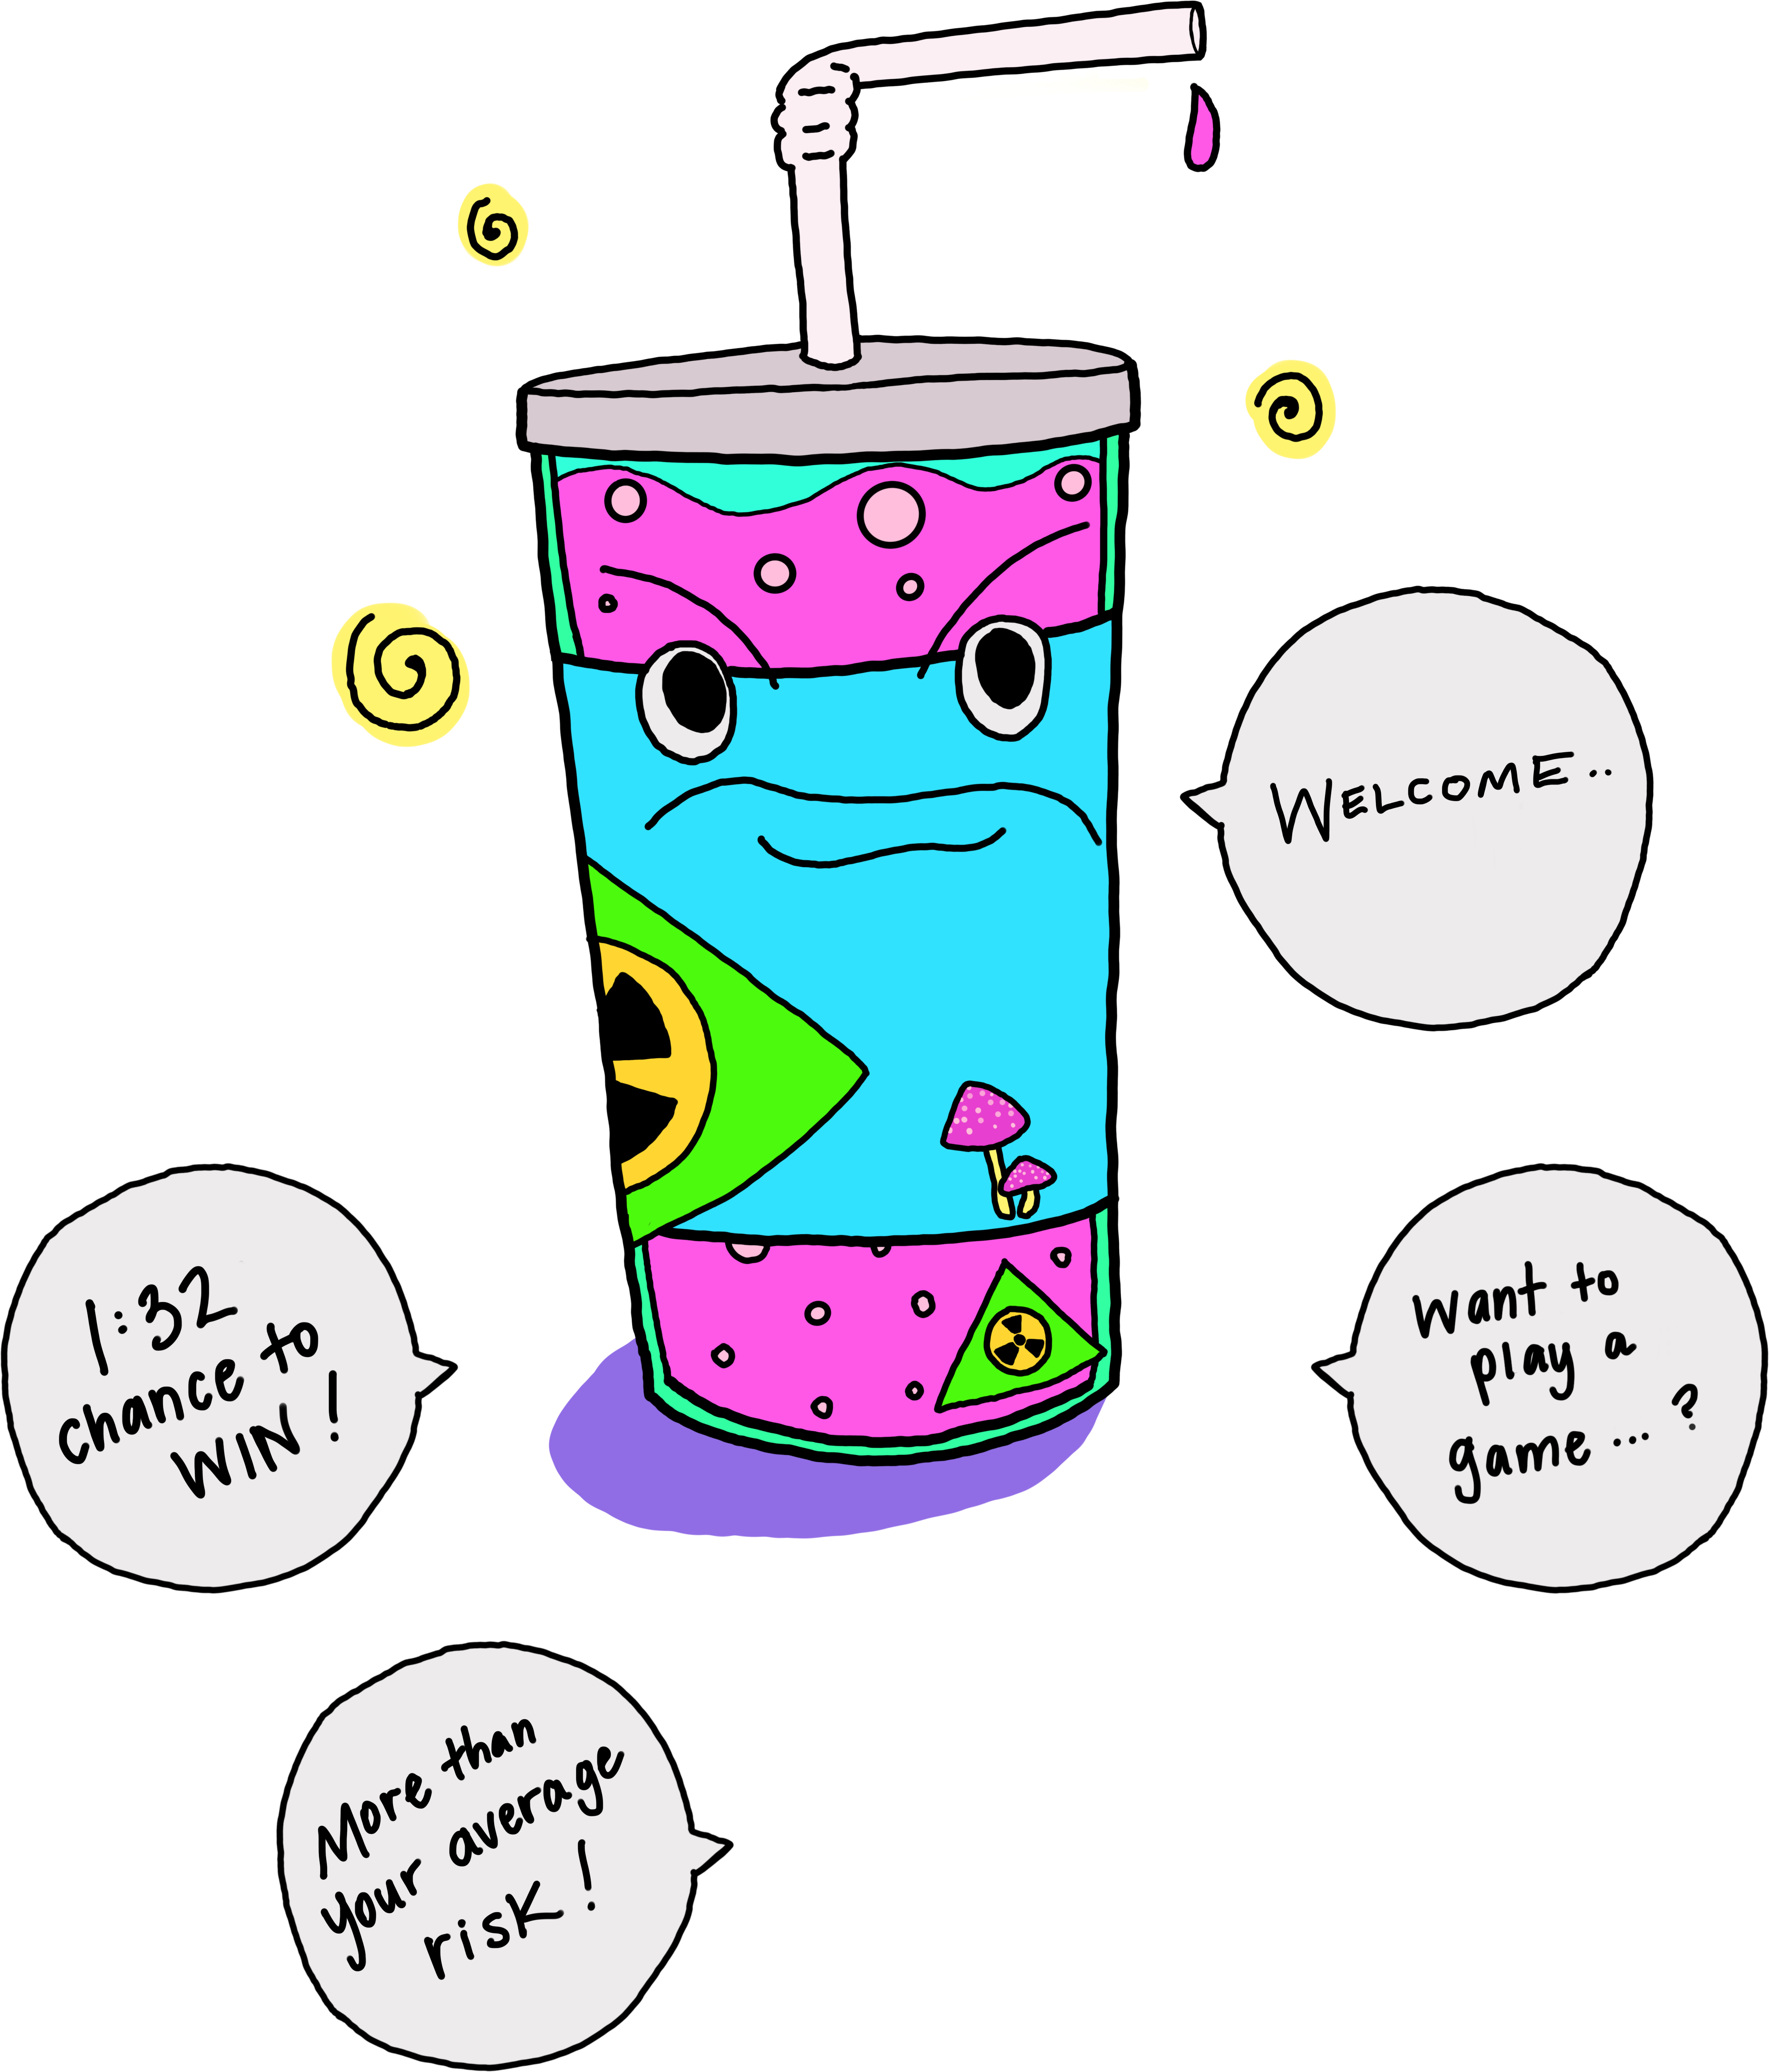 WELCOME..
Want to
play a
game....?
1:32
chance to
WIN!
More than
your average
risk!